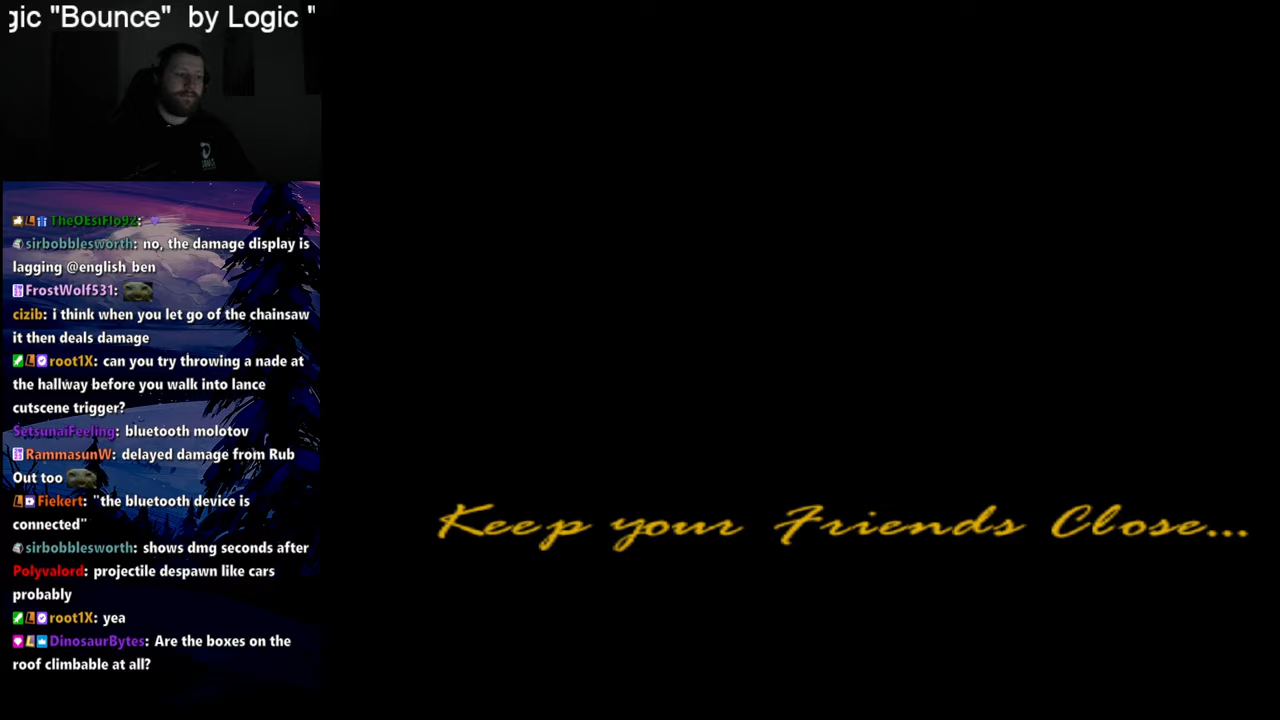 gic "Bounce"  by Logic "
TheOEsiFlo92:
sirbobblesworth: no, the damage display is
lagging @english_ben
FrostWolf531:
cizib: i think when you let go of the chainsaw
it then deals damage
root1X: can you try throwing a nade at
the hallway before you walk into lance
cutscene trigger?
SetsunaiFeeling: bluetooth molotov
RammasunW: delayed damage from Rub
Out too
Fiekert: "the bluetooth device is
connected"
sirbobblesworth: shows dmg seconds after
Polyvalord: projectile despawn like cars
probably
root1X: yea
DinosaurBytes: Are the boxes on the
roof climbable at all?
Keep your Friends Close...